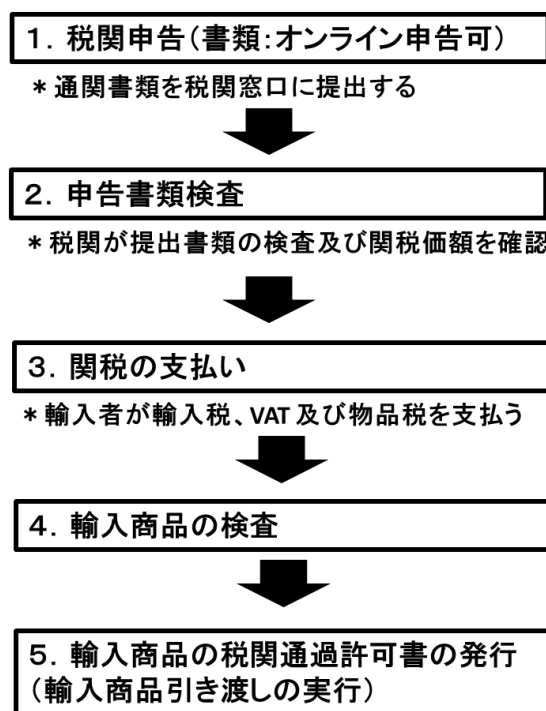 1．税関申告（書類：オンライン申告可）
＊通関書類を税関窓口に提出する
2．申告書類検査
＊税関が提出書類の検査及び関税価額を確認
3．関税の支払い
＊輸入者が輸入税、VAT 及び物品税を支払う
4．輸入商品の検査
5．輸入商品の税関通過許可書の発行
（輸入商品引き渡しの実行）